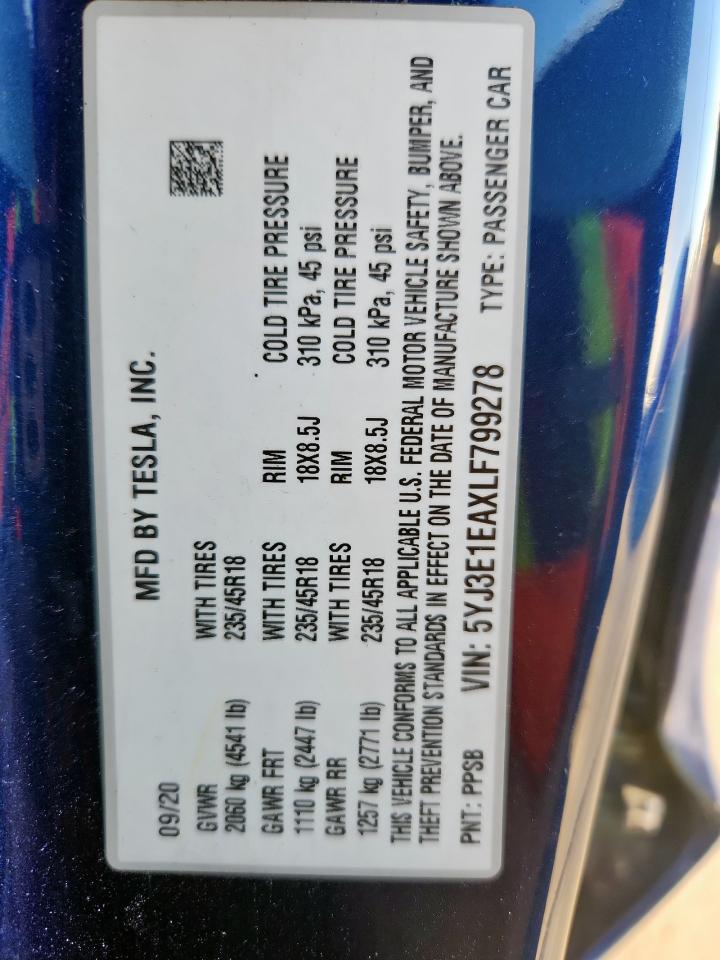 MFD BY TESLA, INC.
09/20
GVWR WITH TIRES
2060 kg (4541 lb) 235/45R18
GAWR FRT WITH TIRES RIM COLD TIRE PRESSURE
1110 kg (2447 lb) 235/45R18 18X8.5J 310 kPa, 45 psi
GAWR RR WITH TIRES RIM COLD TIRE PRESSURE
1257 kg (2771 lb) 235/45R18 18X8.5J 310 kPa, 45 psi
THIS VEHICLE CONFORMS TO ALL APPLICABLE U.S. FEDERAL MOTOR VEHICLE SAFETY, BUMPER, AND
THEFT PREVENTION STANDARDS IN EFFECT ON THE DATE OF MANUFACTURE SHOWN ABOVE.
PNT: PPSB VIN: 5YJ3E1EAXLF799278 TYPE: PASSENGER CAR